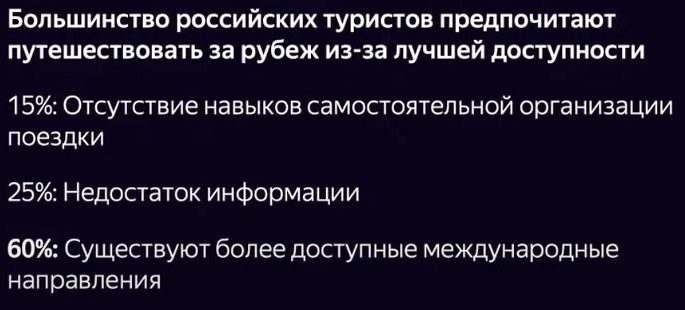 Большинство российских туристов предпочитают
путешествовать за рубеж из-за лучшей доступности
15%: Отсутствие навыков самостоятельной организации
поездки
25%: Недостаток информации
60%: Существуют более доступные международные
направления